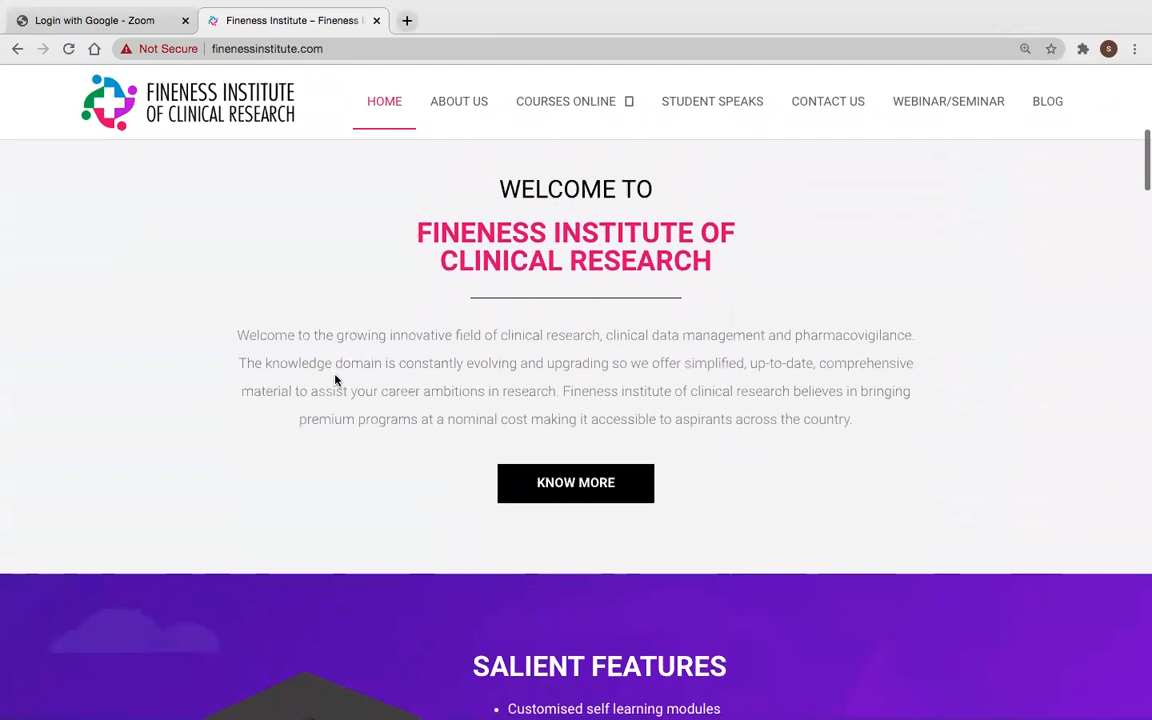 Login with Google - Zoom
Fineness Institute – Fineness I
Not Secure
finenessinstitute.com
s
FINENESS INSTITUTE
OF CLINICAL RESEARCH
HOME
ABOUT US
COURSES ONLINE
STUDENT SPEAKS
CONTACT US
WEBINAR/SEMINAR
BLOG
WELCOME TO
FINENESS INSTITUTE OF
CLINICAL RESEARCH
Welcome to the growing innovative field of clinical research, clinical data management and pharmacovigilance.
The knowledge domain is constantly evolving and upgrading so we offer simplified, up-to-date, comprehensive
material to assist your career ambitions in research. Fineness institute of clinical research believes in bringing
premium programs at a nominal cost making it accessible to aspirants across the country.
KNOW MORE
SALIENT FEATURES
• Customised self learning modules